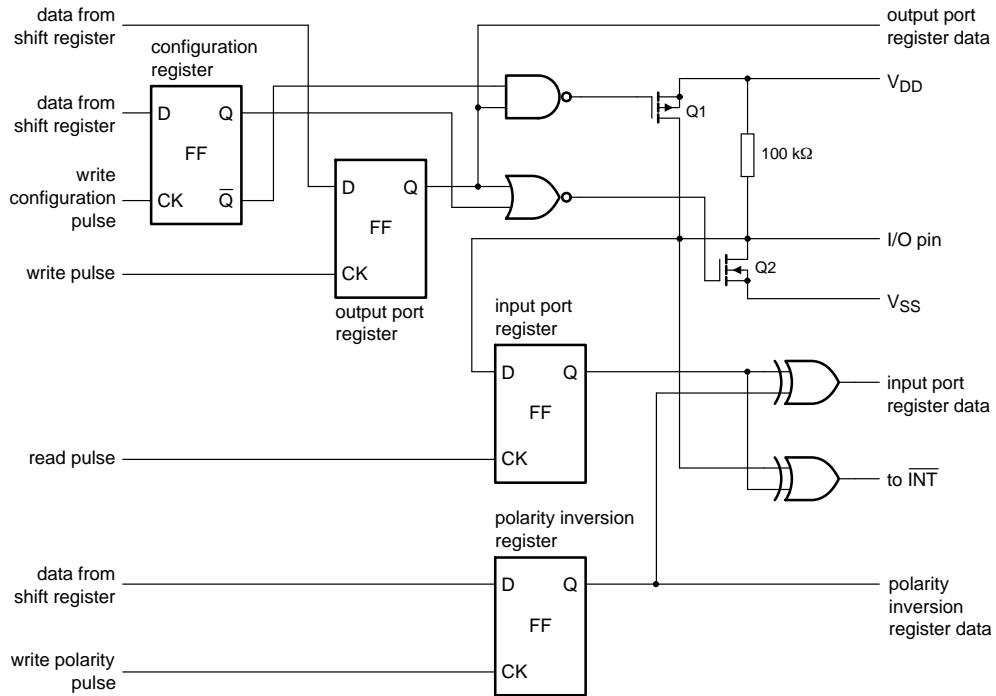 data from
shift register
output port
register data
configuration
register
data from
shift register
D
Q
FF
write
configuration
pulse
CK
Q̅
D
Q
FF
CK
Q1
VDD
100 kΩ
I/O pin
Q2
VSS
write pulse
output port
register
input port
register
D
Q
FF
CK
input port
register data
read pulse
to I̅N̅T̅
polarity inversion
register
data from
shift register
D
Q
FF
CK
polarity
inversion
register data
write polarity
pulse